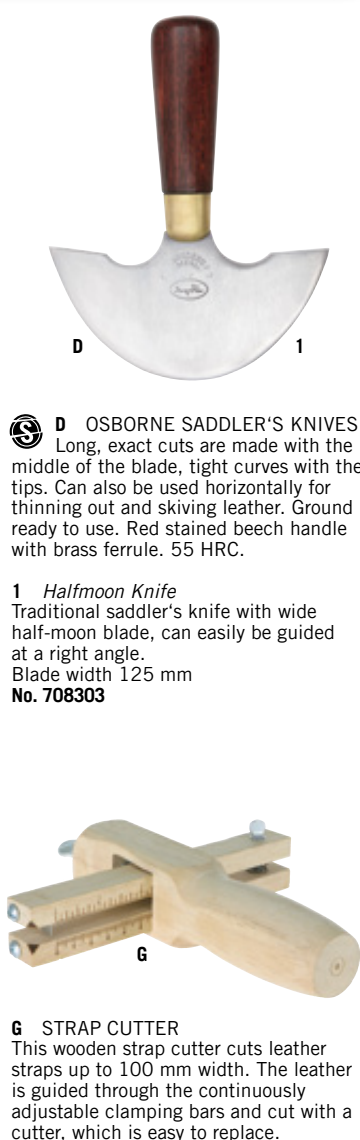 D
1
D OSBORNE SADDLER‘S KNIVES
Long, exact cuts are made with the
middle of the blade, tight curves with the
tips. Can also be used horizontally for
thinning out and skiving leather. Ground
ready to use. Red stained beech handle
with brass ferrule. 55 HRC.
1 Halfmoon Knife
Traditional saddler‘s knife with wide
half-moon blade, can easily be guided
at a right angle.
Blade width 125 mm
No. 708303
G
G STRAP CUTTER
This wooden strap cutter cuts leather
straps up to 100 mm width. The leather
is guided through the continuously
adjustable clamping bars and cut with a
cutter, which is easy to replace.